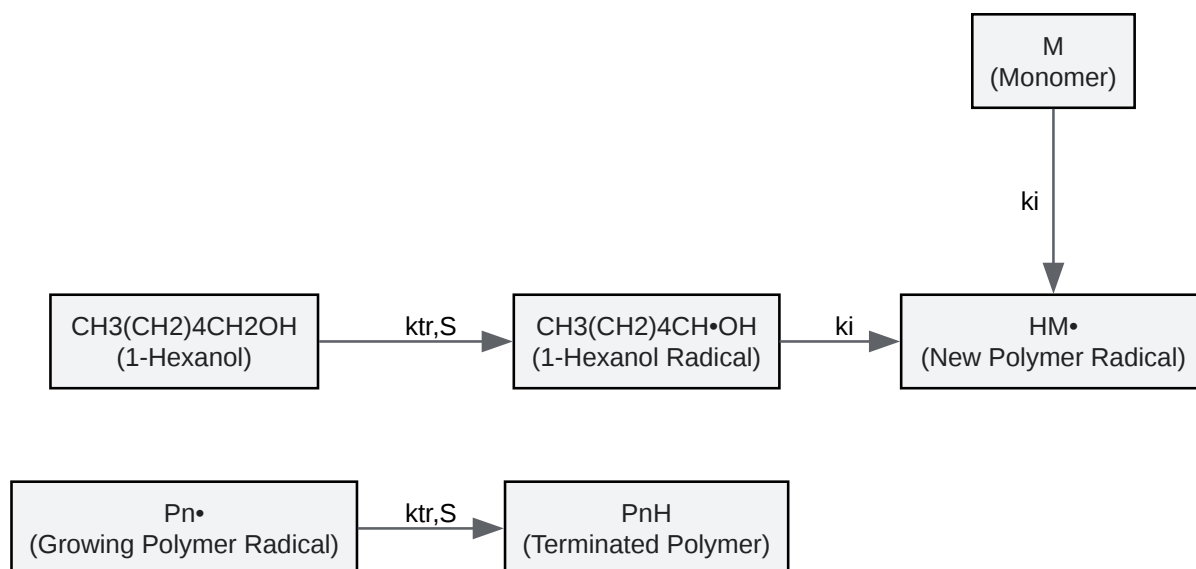 M
(Monomer)
ki
CH3(CH2)4CH2OH
(1-Hexanol)
ktr,S
CH3(CH2)4CH•OH
(1-Hexanol Radical)
ki
HM•
(New Polymer Radical)
Pn•
(Growing Polymer Radical)
ktr,S
PnH
(Terminated Polymer)